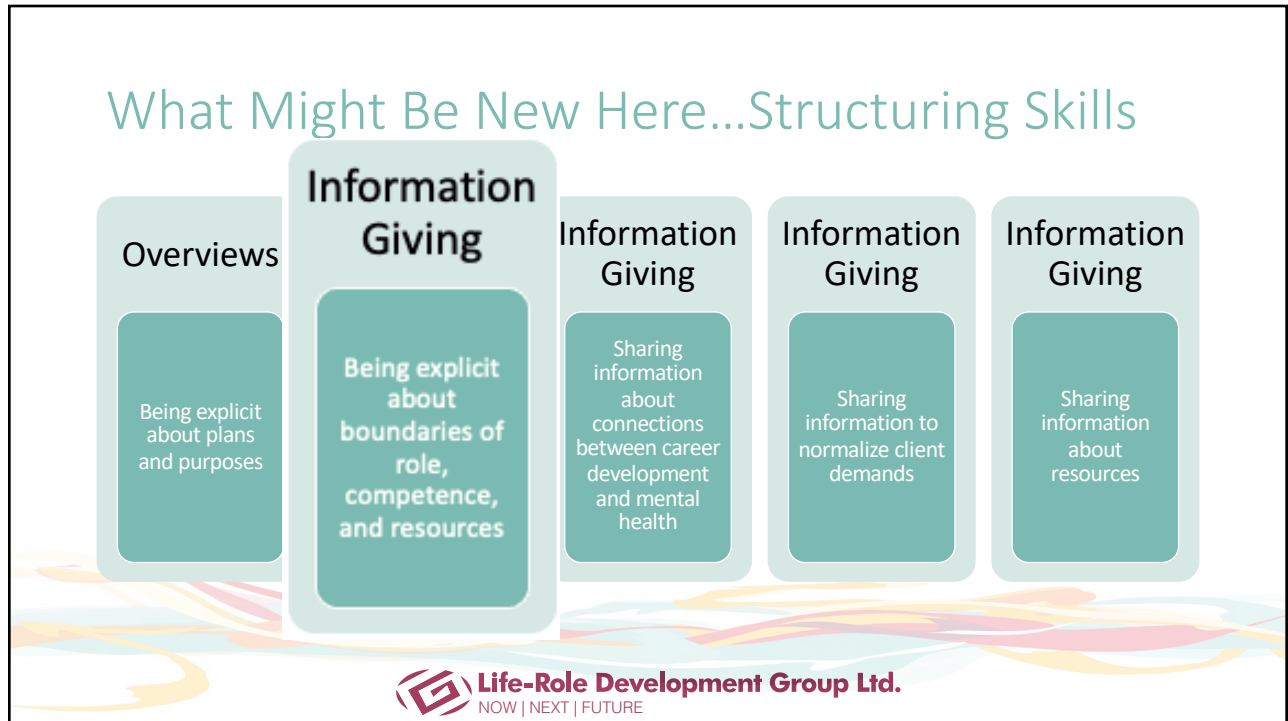 What Might Be New Here...Structuring Skills
Overviews
Being explicit
about plans
and purposes
Information
Giving
Being explicit
about
boundaries of
role,
competence,
and resources
Information
Giving
Sharing
information
about
connections
between career
development
and mental
health
Information
Giving
Sharing
information to
normalize client
demands
Information
Giving
Sharing
information
about
resources
Life-Role Development Group Ltd.
NOW | NEXT | FUTURE